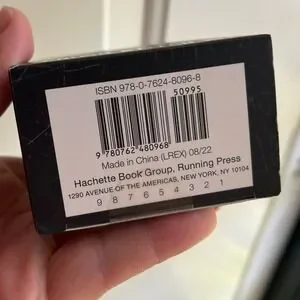 ISBN 978-0-7624-8096-8
50995
9 780762 480968
Made in China (LREX) 08/22
Hachette Book Group, Running Press
1290 AVENUE OF THE AMERICAS, NEW YORK, NY 10104
9 8 7 6 5 4 3 2 1